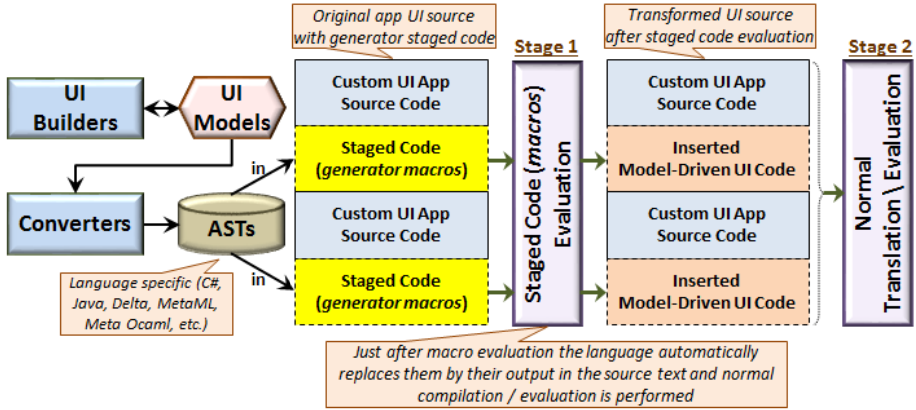 Original app UI source
with generator staged code
Transformed UI source
after staged code evaluation
Stage 1
Stage 2
UI
Builders
UI
Models
Converters
ASTs
in
in
Language specific (C#,
Java, Delta, MetaML,
Meta Ocaml, etc.)
Custom UI App
Source Code
Staged Code
(generator macros)
Custom UI App
Source Code
Staged Code
(generator macros)
Staged Code (macros)
Evaluation
Custom UI App
Source Code
Inserted
Model-Driven UI Code
Custom UI App
Source Code
Inserted
Model-Driven UI Code
Normal
Translation \ Evaluation
Just after macro evaluation the language automatically
replaces them by their output in the source text and normal
compilation / evaluation is performed